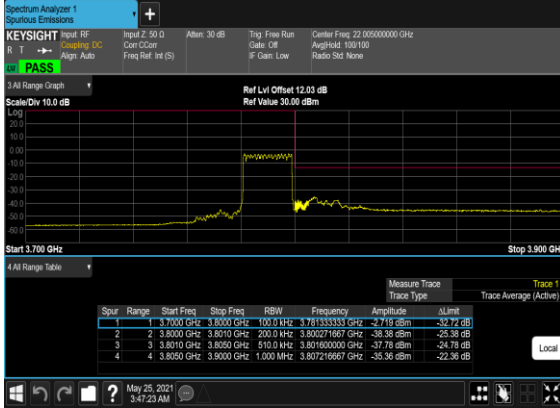 Spectrum Analyzer 1
Spurious Emissions
+
KEYSIGHT Input: RF Input Z: 50 Ω Atten: 30 dB Trig: Free Run Center Freq: 22.005000000 GHz
R T Coupling: DC Corr CCorr Gate: Off Avg|Hold: 100/100
Align: Auto Freq Ref: Int (S) IF Gain: Low Radio Std: None
LXI PASS
3 All Range Graph
Ref Lvl Offset 12.03 dB
Scale/Div 10.0 dB Ref Value 30.00 dBm
Log
20.0
10.0
0.00
-10.0
-20.0
-30.0
-40.0
-50.0
-60.0
Start 3.700 GHz Stop 3.900 GH
4 All Range Table
Measure Trace Trace 1
Trace Type Trace Average (Active)
Spur Range Start Freq Stop Freq RBW Frequency Amplitude ΔLimit
1 1 3.7000 GHz 3.8000 GHz 100.0 kHz 3.781333333 GHz -2.719 dBm -32.72 dB
2 2 3.8000 GHz 3.8010 GHz 200.0 kHz 3.800271667 GHz -38.38 dBm -25.38 dB
3 3 3.8010 GHz 3.8050 GHz 510.0 kHz 3.801600000 GHz -37.78 dBm -24.78 dB
4 4 3.8050 GHz 3.9000 GHz 1.000 MHz 3.807216667 GHz -35.36 dBm -22.36 dB
Local
? May 25, 2021
3:47:23 AM